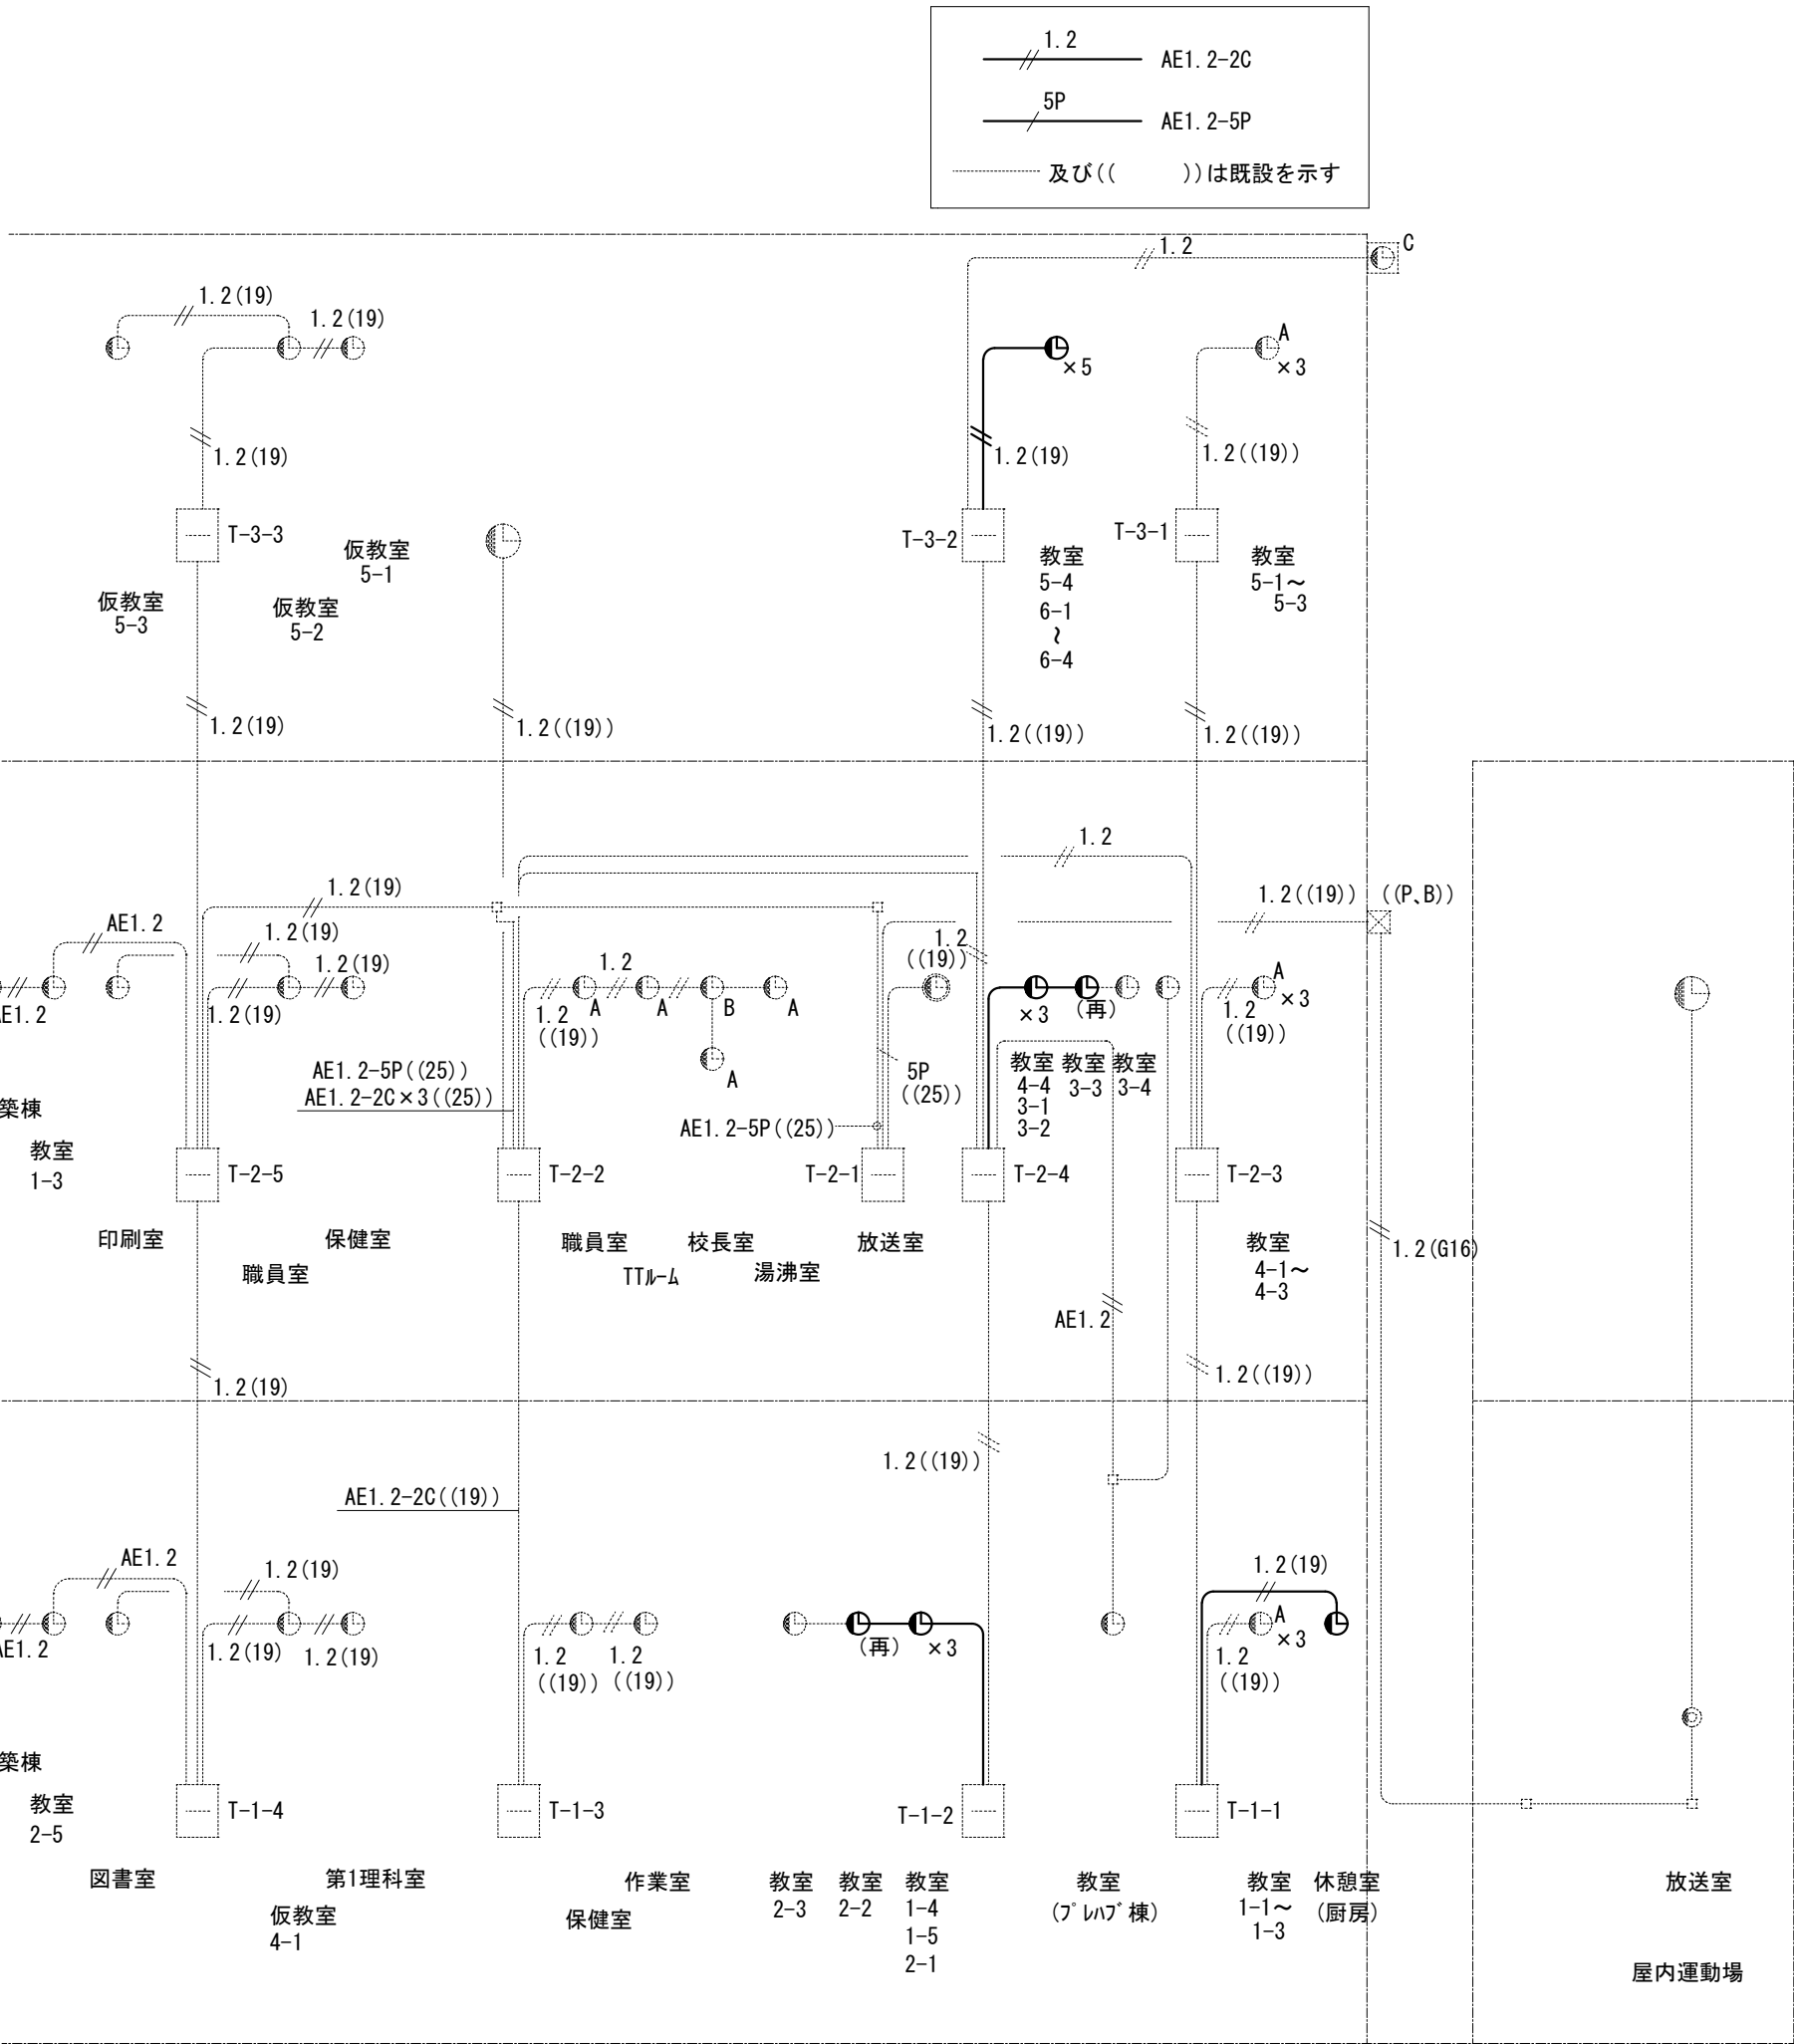 1.2
AE1.2-2C
5P
AE1.2-5P
及び((　　　))は既設を示す
1.2
C
1.2(19)
1.2(19)
A
×5
×3
1.2(19)
1.2(19)
1.2((19))
T-3-3
T-3-2
T-3-1
仮教室
5-1
仮教室
5-3
仮教室
5-2
教室
5-4
6-1
〜
6-4
教室
5-1〜
5-3
1.2(19)
1.2((19))
1.2((19))
1.2((19))
1.2
1.2(19)
1.2((19))
((P、B))
AE1.2
1.2(19)
1.2(19)
1.2
1.2
((19))
AE1.2
1.2(19)
1.2
((19))
A
A
B
A
A
×3
(再)
A
×3
1.2
((19))
AE1.2-5P((25))
AE1.2-2C×3((25))
5P
((25))
AE1.2-5P((25))
教室
4-4
3-1
3-2
教室
3-3
教室
3-4
築棟
教室
1-3
T-2-5
T-2-2
T-2-1
T-2-4
T-2-3
印刷室
職員室
保健室
職員室
TTルーム
校長室
湯沸室
放送室
教室
4-1〜
4-3
1.2(G16)
AE1.2
1.2(19)
1.2((19))
1.2((19))
AE1.2-2C((19))
AE1.2
1.2(19)
1.2(19)
AE1.2
1.2(19)
1.2(19)
1.2
((19))
1.2
((19))
(再)
×3
A
×3
1.2
((19))
築棟
教室
2-5
T-1-4
T-1-3
T-1-2
T-1-1
図書室
第1理科室
仮教室
4-1
作業室
保健室
教室
2-3
教室
2-2
教室
1-4
1-5
2-1
教室
(プレハブ棟)
教室
1-1〜
1-3
休憩室
(厨房)
放送室
屋内運動場